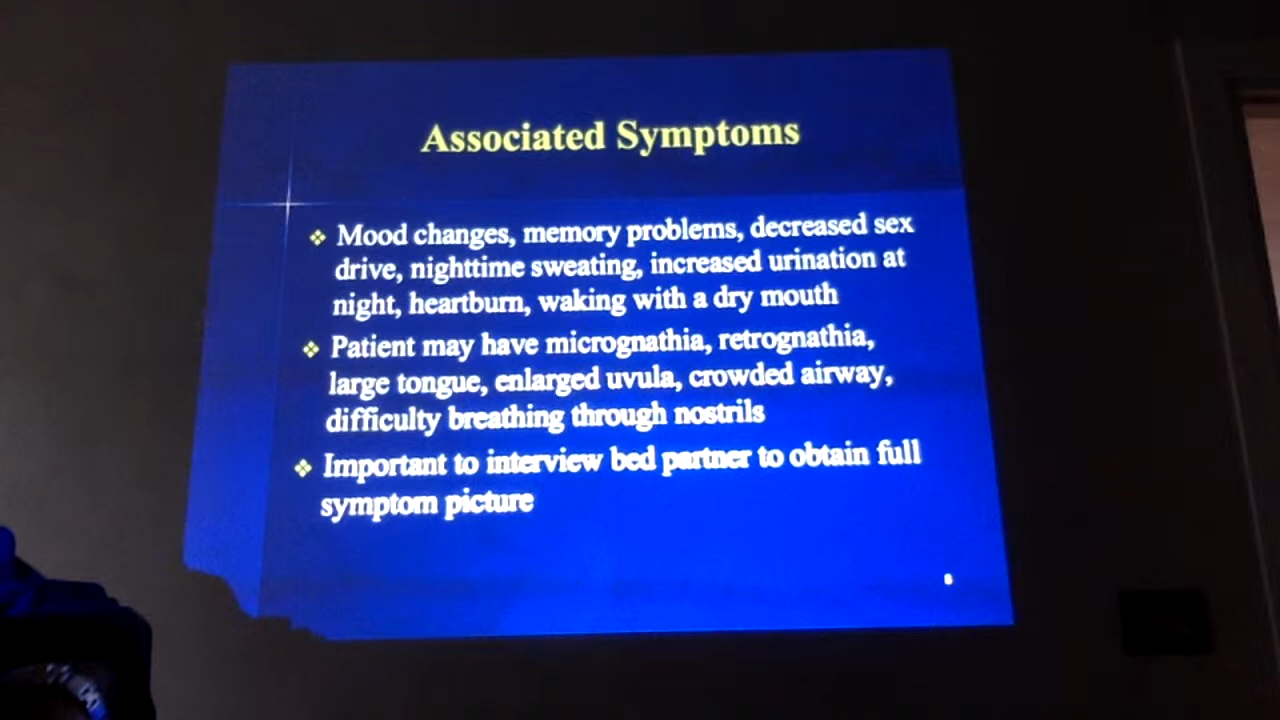 Associated Symptoms
Mood changes, memory problems, decreased sex
drive, nighttime sweating, increased urination at
night, heartburn, waking with a dry mouth
Patient may have micrognathia, retrognathia,
large tongue, enlarged uvula, crowded airway,
difficulty breathing through nostrils
Important to interview bed partner to obtain full
symptom picture